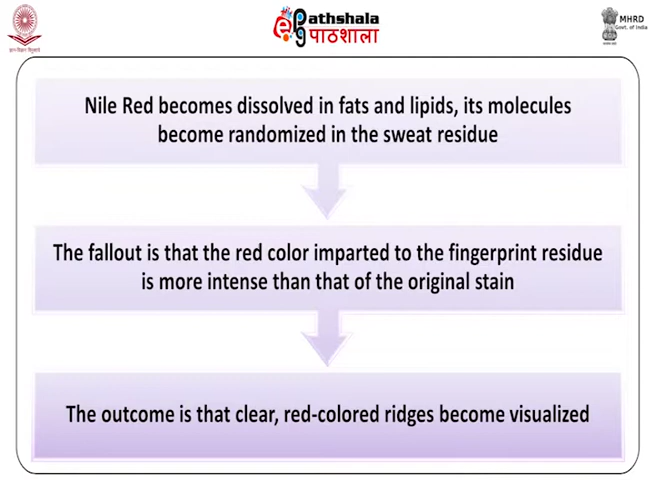 ePathshala
पाठशाला
MHRD
Govt. of India
Nile Red becomes dissolved in fats and lipids, its molecules
become randomized in the sweat residue
The fallout is that the red color imparted to the fingerprint residue
is more intense than that of the original stain
The outcome is that clear, red-colored ridges become visualized